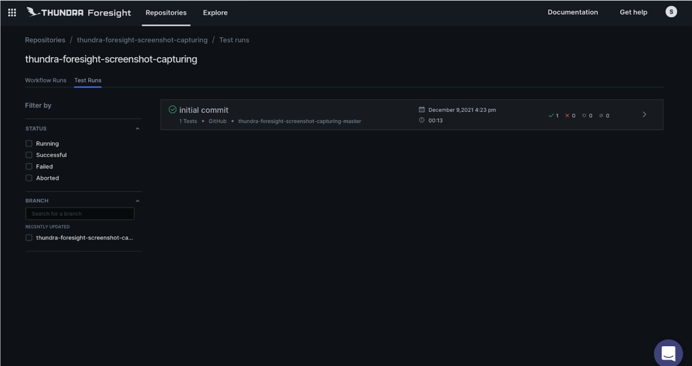 THUNDRA Foresight
Repositories
Explore
Documentation
Get help
S
Repositories / thundra-foresight-screenshot-capturing / Test runs
thundra-foresight-screenshot-capturing
Workflow Runs
Test Runs
Filter by
STATUS
Running
Successful
Failed
Aborted
BRANCH
Search for a branch
RECENTLY UPDATED
thundra-foresight-screenshot-ca...
initial commit
1 Tests • GitHub • thundra-foresight-screenshot-capturing-master
December 9,2021 4:23 pm
00:13
1 0 0 0